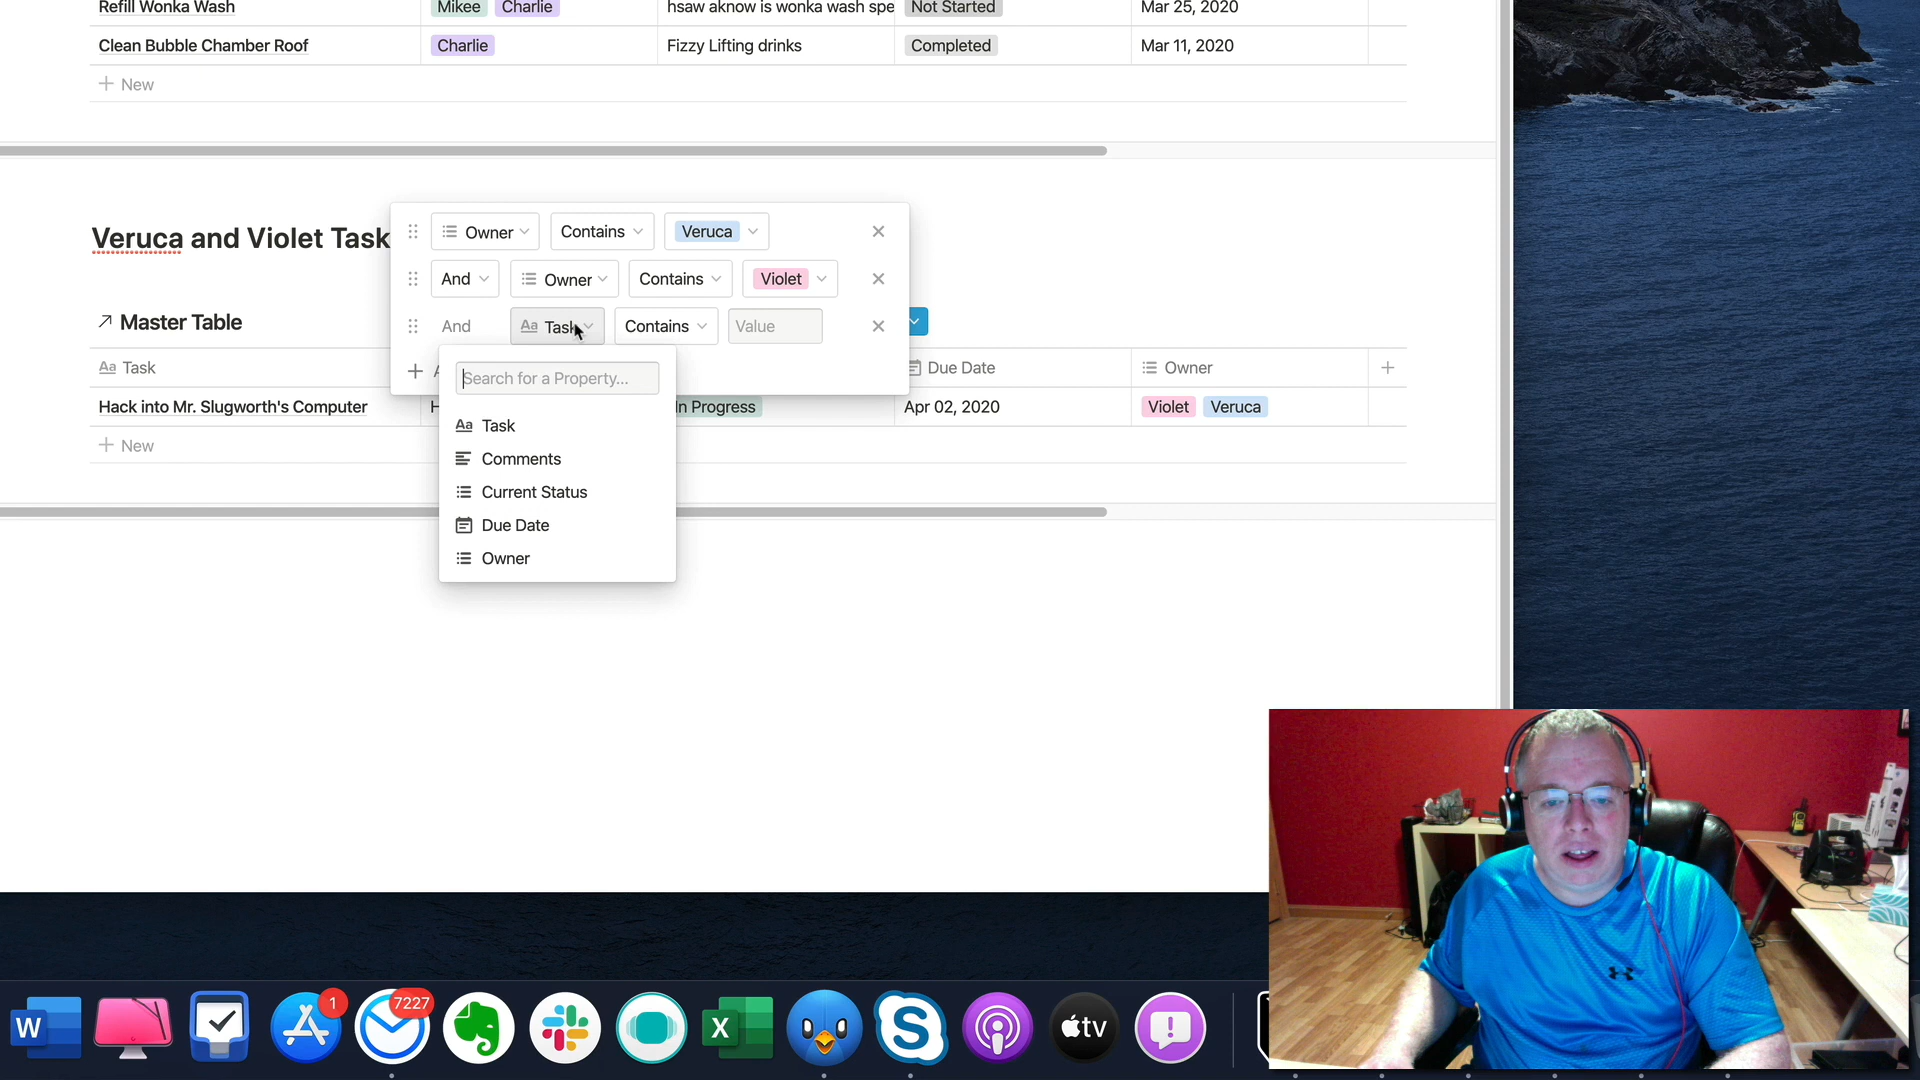 Refill Wonka Wash Mikee Charlie hsaw aknow is wonka wash spe Not Started Mar 25, 2020
Clean Bubble Chamber Roof Charlie Fizzy Lifting drinks Completed Mar 11, 2020
+ New
Veruca and Violet Task
Owner Contains Veruca
And Owner Contains Violet
And Aa Task Contains Value
Master Table
Search for a Property...
Aa Task Due Date Owner
Hack into Mr. Slugworth's Computer H In Progress Apr 02, 2020 Violet Veruca
+ New
Aa Task
Comments
Current Status
Due Date
Owner
W
1
7227
X
S
tv